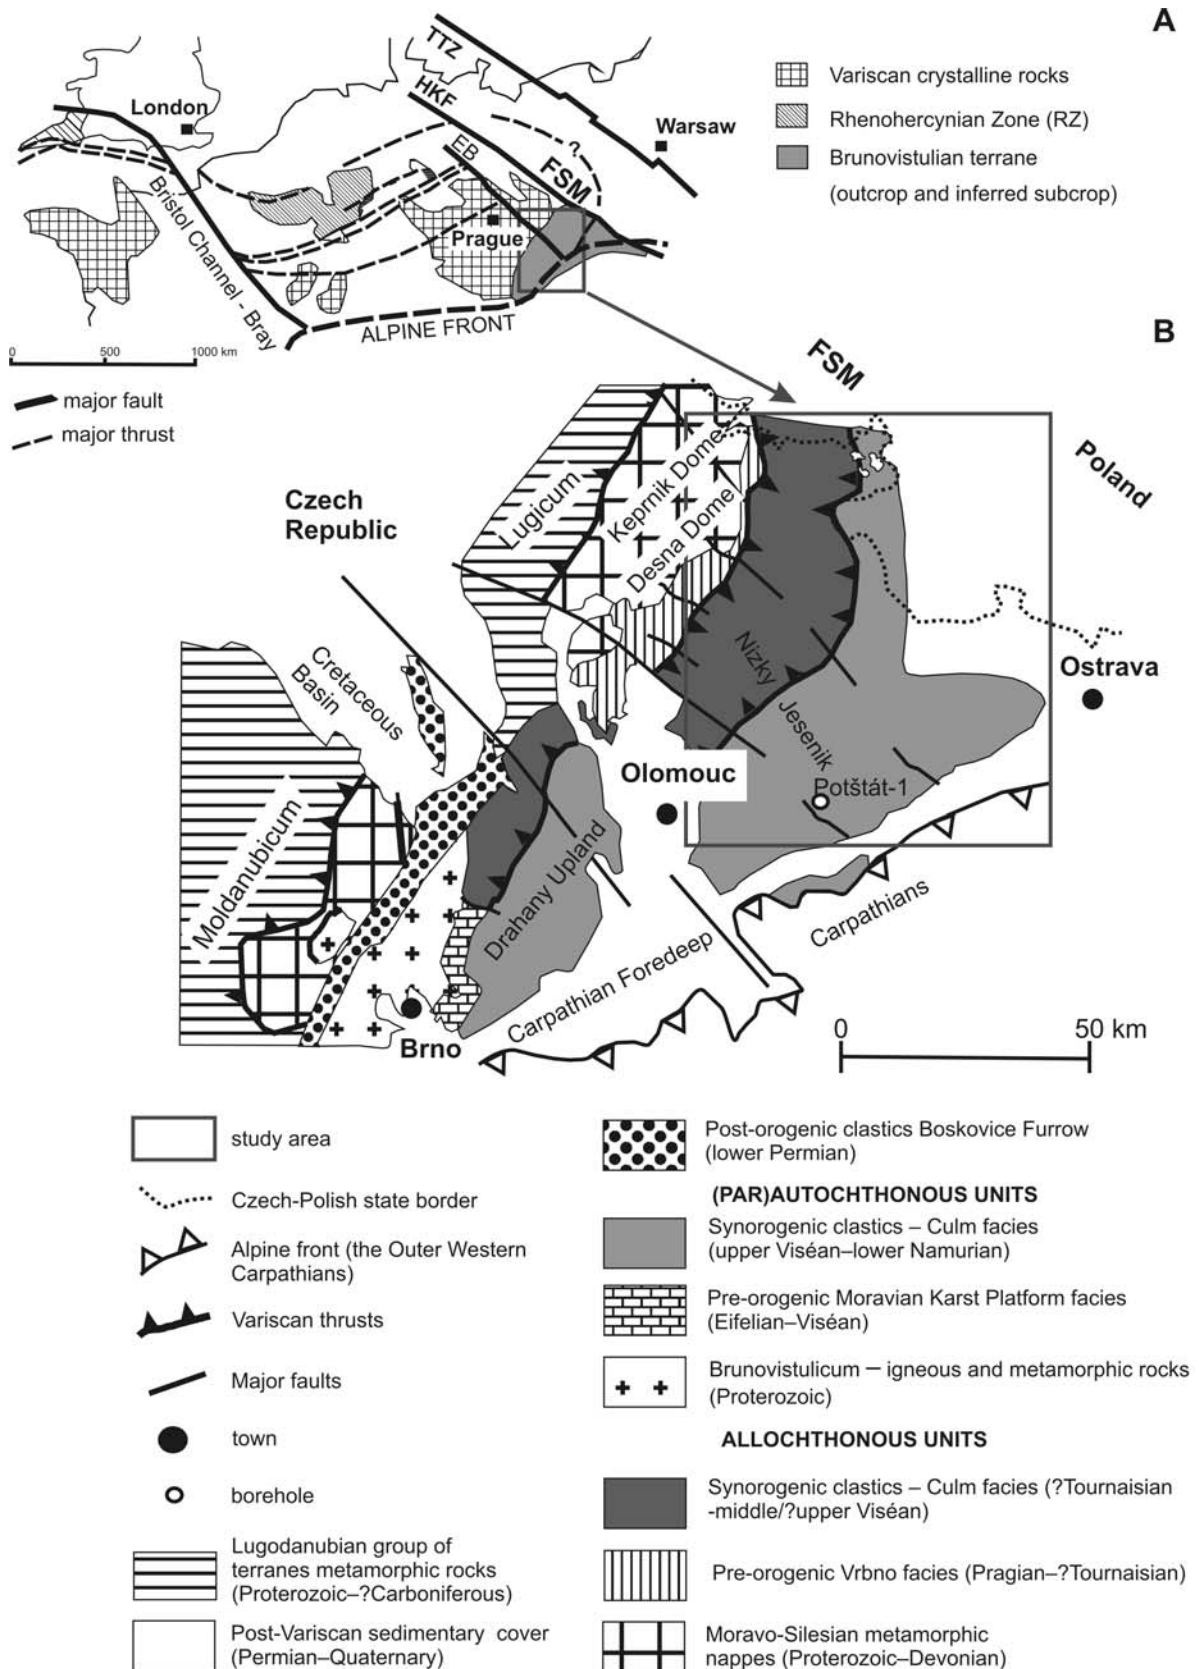 A
TTZ
HKF
London
Warsaw
EB
?
FSM
Prague
Bristol Channel - Bray
ALPINE FRONT
Variscan crystalline rocks
Rhenohercynian Zone (RZ)
Brunovistulian terrane
(outcrop and inferred subcrop)
0 500 1000 km
major fault
major thrust
B
FSM
Poland
Czech
Republic
Lugicum
Keprnik Dome
Desna Dome
Cretaceous
Basin
Nizky
Jesenik
Ostrava
Olomouc
Potštát-1
Moldanubicum
Drahany Upland
Carpathians
Carpathian Foredeep
Brno
0 50 km
study area
Czech-Polish state border
Alpine front (the Outer Western
Carpathians)
Variscan thrusts
Major faults
town
borehole
Lugodanubian group of
terranes metamorphic rocks
(Proterozoic–?Carboniferous)
Post-Variscan sedimentary cover
(Permian–Quaternary)
Post-orogenic clastics Boskovice Furrow
(lower Permian)
(PAR)AUTOCHTHONOUS UNITS
Synorogenic clastics – Culm facies
(upper Viséan–lower Namurian)
Pre-orogenic Moravian Karst Platform facies
(Eifelian–Viséan)
Brunovistulicum – igneous and metamorphic rocks
(Proterozoic)
ALLOCHTHONOUS UNITS
Synorogenic clastics – Culm facies (?Tournaisian
-middle/?upper Viséan)
Pre-orogenic Vrbno facies (Pragian–?Tournaisian)
Moravo-Silesian metamorphic
nappes (Proterozoic–Devonian)